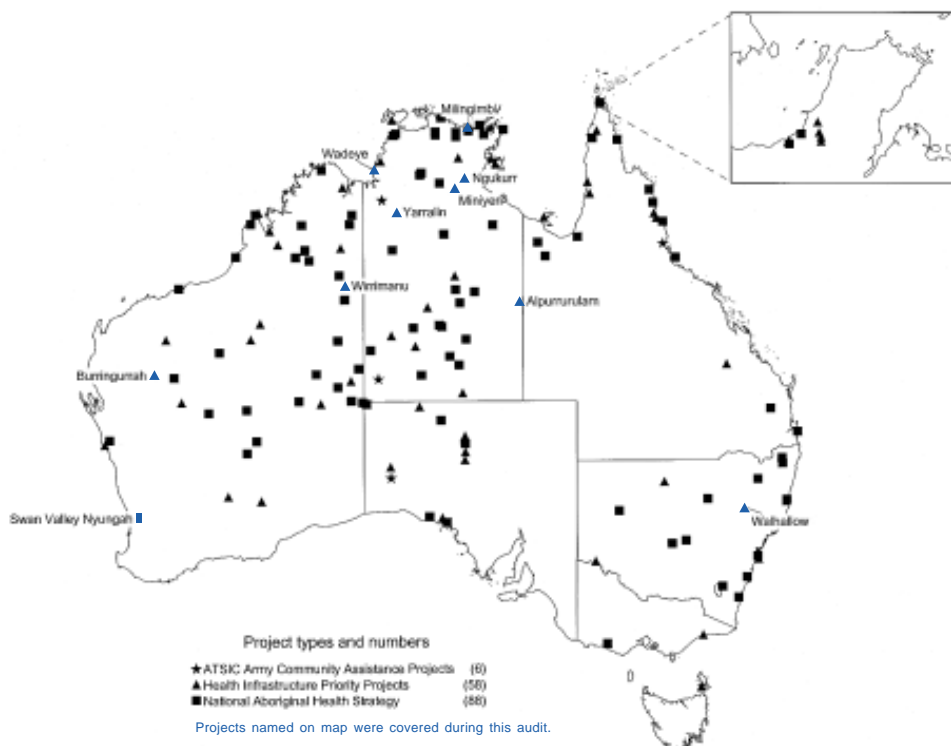 Milingimbi
Wadeye
Ngukurr
Miniyeri
Yarralin
Wirrimanu
Alpurrurulam
Burringurrah
Swan Valley Nyungah
Walhallow
Project types and numbers
★ ATSIC Army Community Assistance Projects (6)
▲ Health Infrastructure Priority Projects (58)
■ National Aboriginal Health Strategy (88)
Projects named on map were covered during this audit.